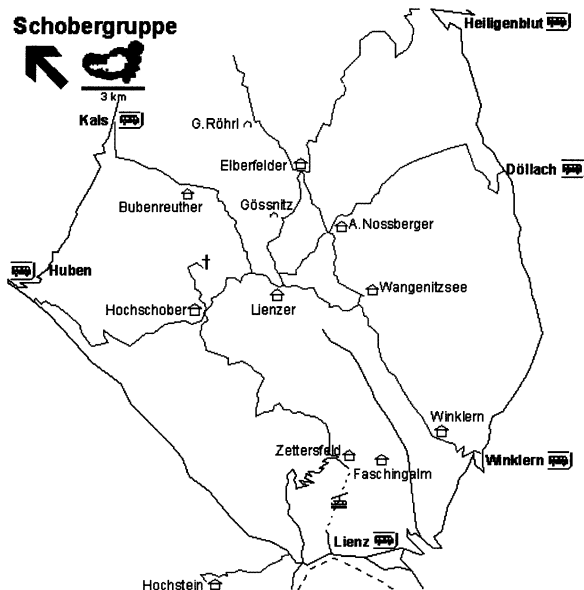 Schobergruppe
Heiligenblut
3 km
Kals
G.Röhrl
Elberfelder
Döllach
Bubenreuther
Gössnitz
A.Nossberger
Huben
Wangenitzsee
Hochschober
Lienzer
Winklern
Zettersfeld
Winklern
Faschingalm
Lienz
Hochstein